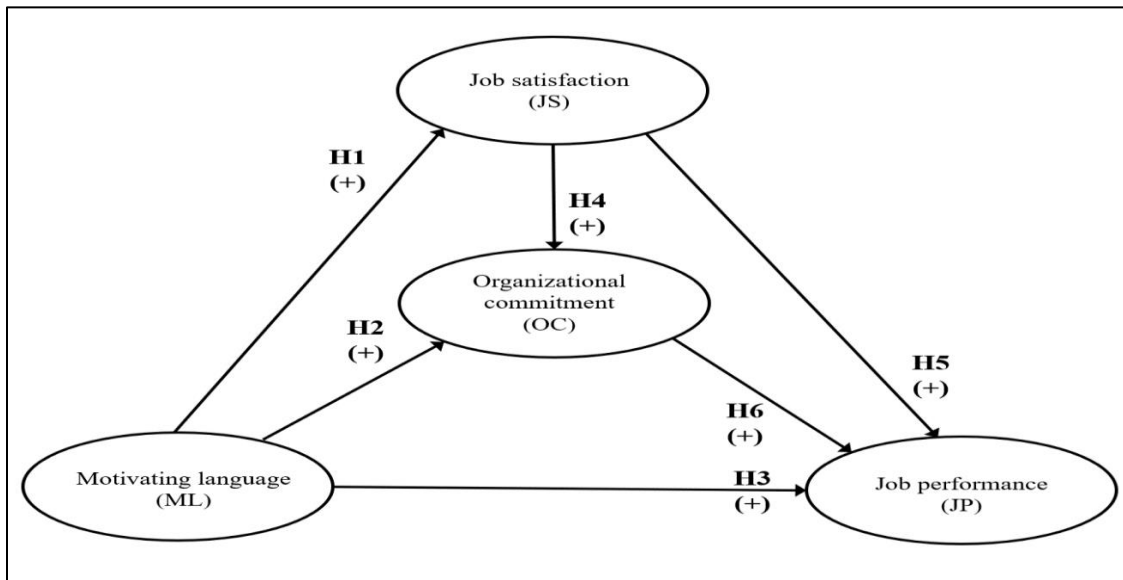 Job satisfaction
(JS)
H1
(+)
H4
(+)
Organizational
commitment
(OC)
H2
(+)
H5
(+)
H6
(+)
Motivating language
(ML)
H3
(+)
Job performance
(JP)